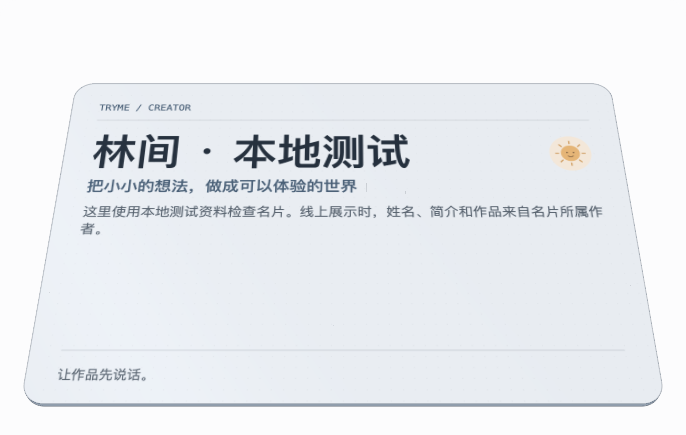 TRYME / CREATOR
林间 · 本地测试
把小小的想法，做成可以体验的世界
这里使用本地测试资料检查名片。线上展示时，姓名、简介和作品来自名片所属作
者。
让作品先说话。